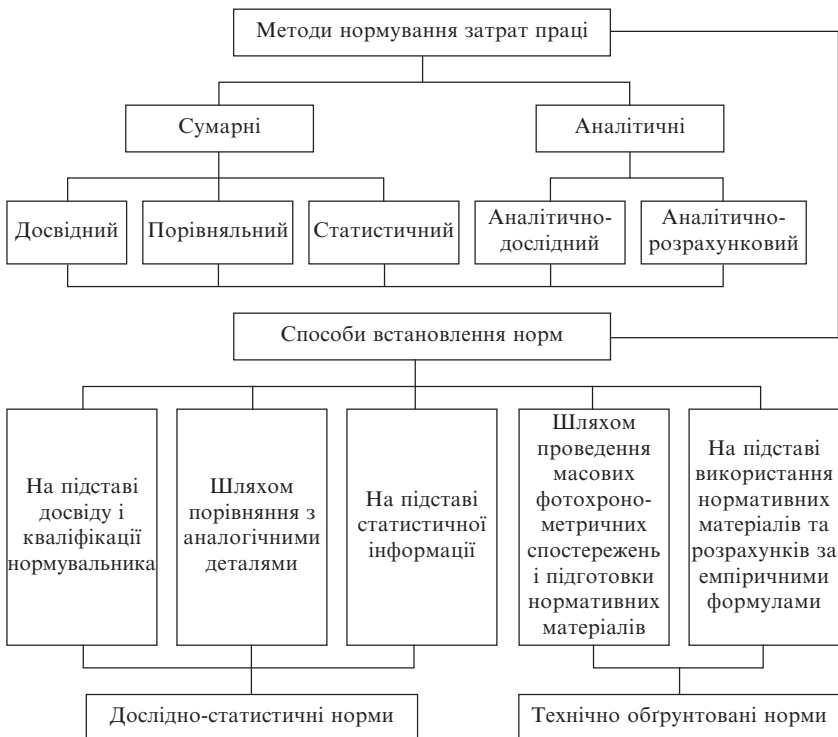 Методи нормування затрат праці
Сумарні
Аналітичні
Досвідний
Порівняльний
Статистичний
Аналітично-
дослідний
Аналітично-
розрахунковий
Способи встановлення норм
На підставі
досвіду і
кваліфікації
нормувальника
Шляхом
порівняння з
аналогічними
деталями
На підставі
статистичної
інформації
Шляхом
проведення
масових
фотохроно-
метричних
спостережень
і підготовки
нормативних
матеріалів
На підставі
використання
нормативних
матеріалів та
розрахунків за
емпіричними
формулами
Дослідно-статистичні норми
Технічно обґрунтовані норми